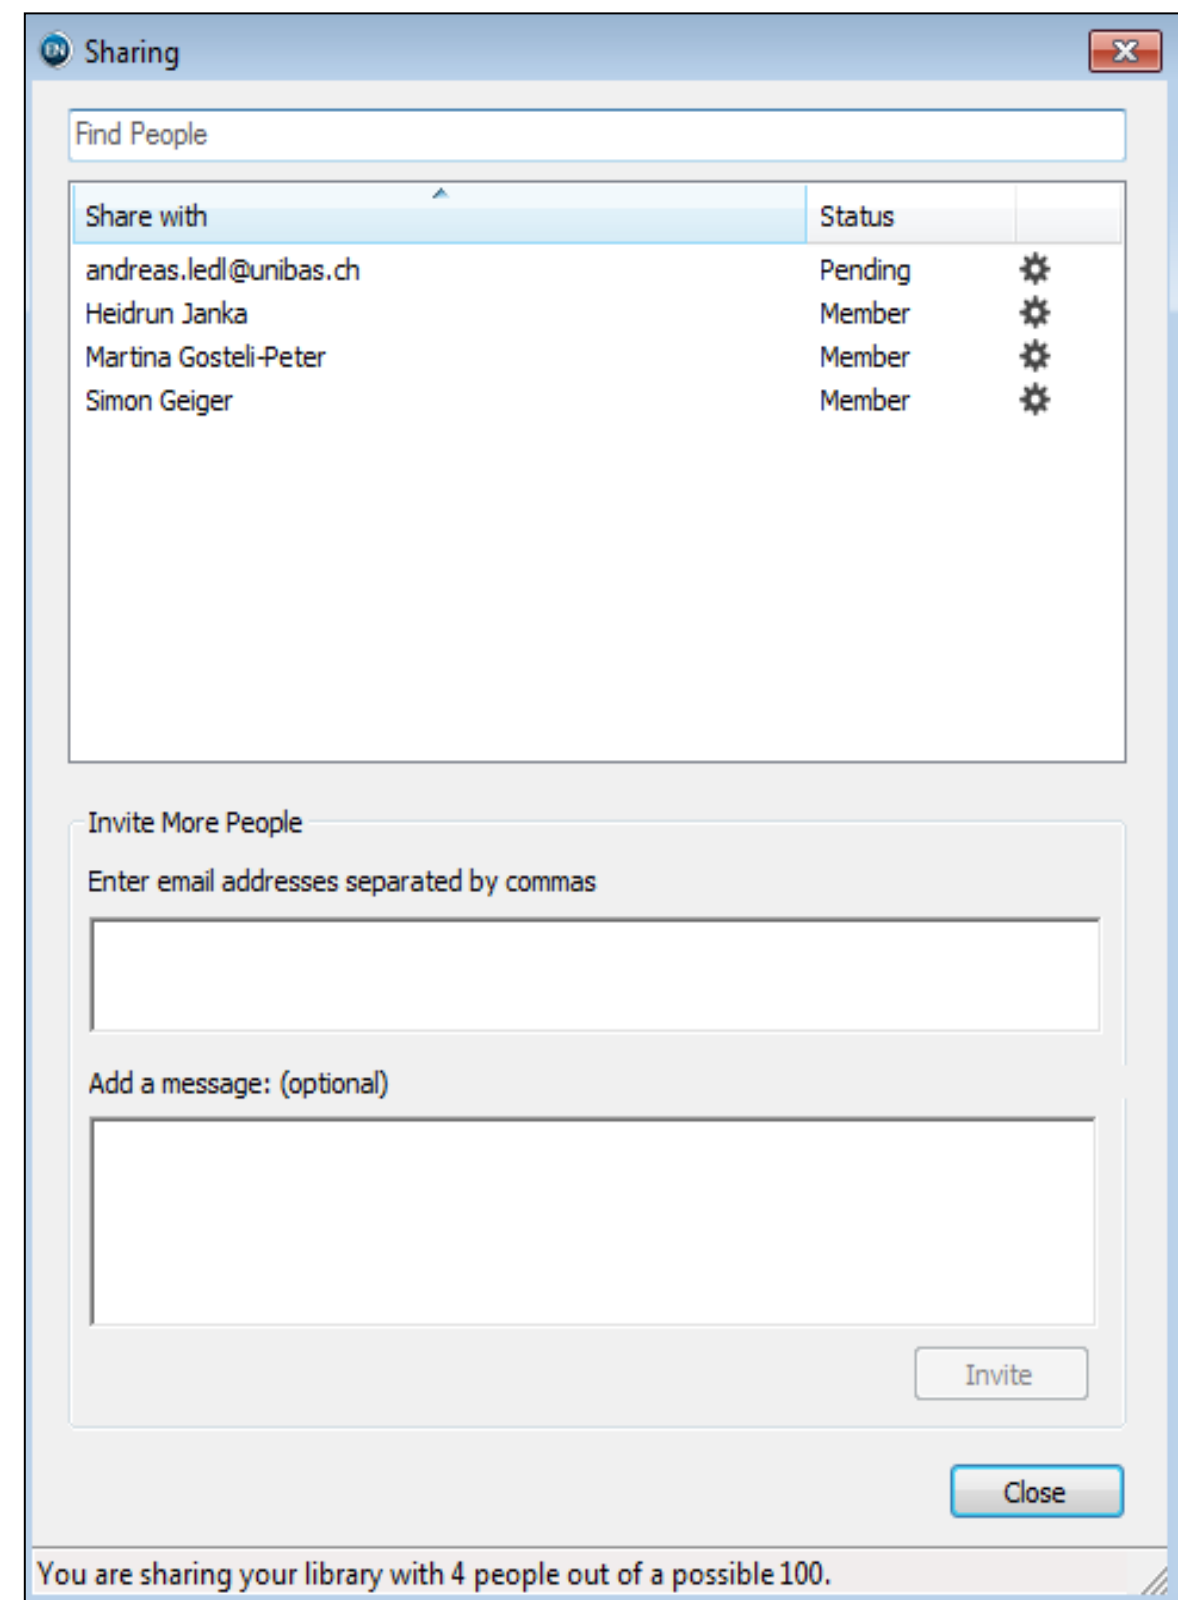 EN Sharing
Find People
Share with Status
andreas.ledl@unibas.ch Pending
Heidrun Janka Member
Martina Gosteli-Peter Member
Simon Geiger Member
Invite More People
Enter email addresses separated by commas
Add a message: (optional)
Invite
Close
You are sharing your library with 4 people out of a possible 100.